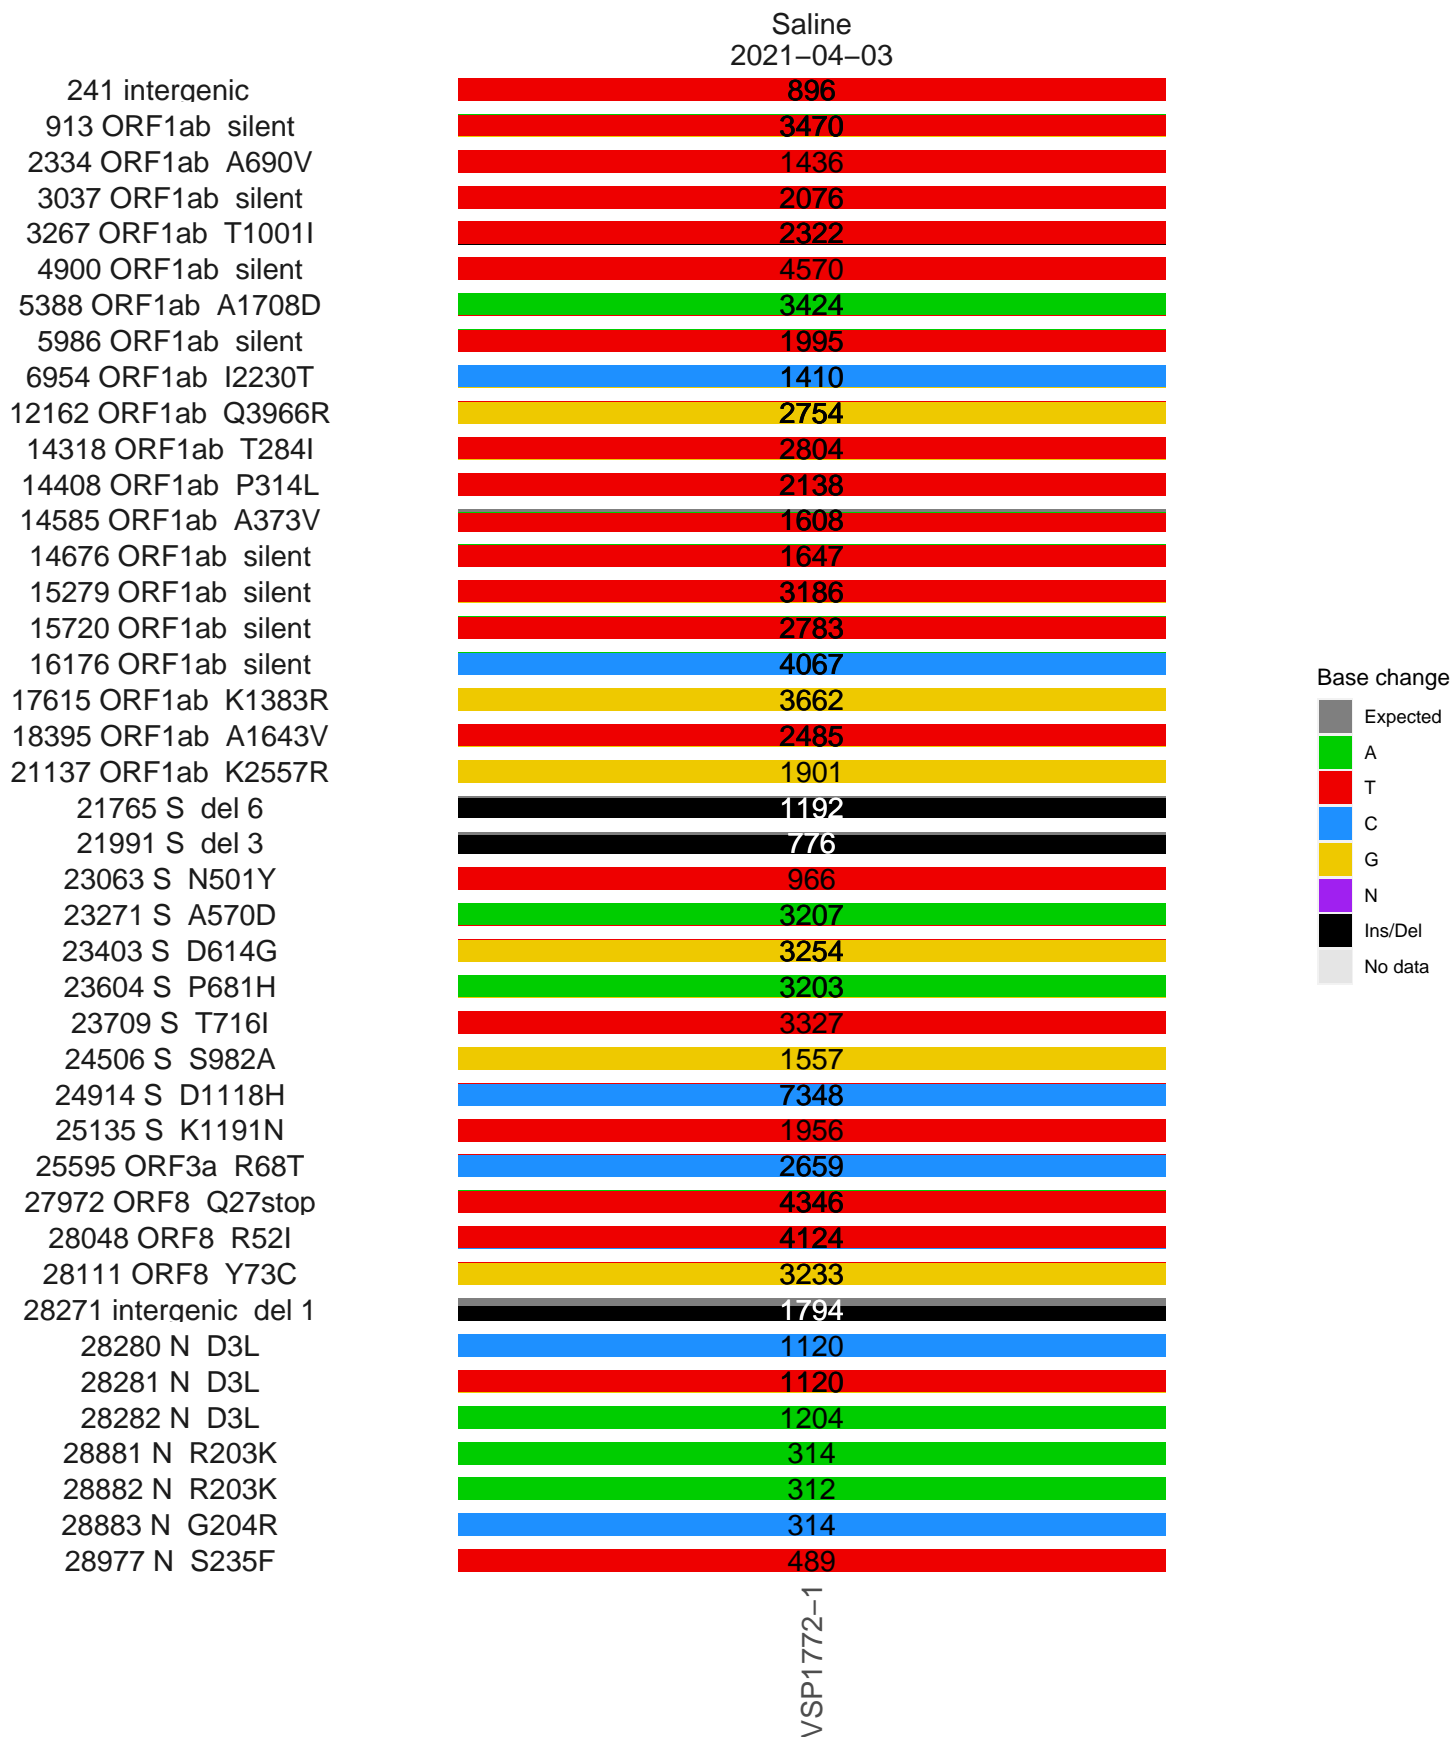 Saline
2021−04−03
241 intergenic 896
913 ORF1ab silent 3470
2334 ORF1ab A690V 1436
3037 ORF1ab silent 2076
3267 ORF1ab T1001I 2322
4900 ORF1ab silent 4570
5388 ORF1ab A1708D 3424
5986 ORF1ab silent 1995
6954 ORF1ab I2230T 1410
12162 ORF1ab Q3966R 2754
14318 ORF1ab T284I 2804
14408 ORF1ab P314L 2138
14585 ORF1ab A373V 1608
14676 ORF1ab silent 1647
15279 ORF1ab silent 3186
15720 ORF1ab silent 2783
16176 ORF1ab silent 4067
17615 ORF1ab K1383R 3662
18395 ORF1ab A1643V 2485
21137 ORF1ab K2557R 1901
21765 S del 6 1192
21991 S del 3 776
23063 S N501Y 966
23271 S A570D 3207
23403 S D614G 3254
23604 S P681H 3203
23709 S T716I 3327
24506 S S982A 1557
24914 S D1118H 7348
25135 S K1191N 1956
25595 ORF3a R68T 2659
27972 ORF8 Q27stop 4346
28048 ORF8 R52I 4124
28111 ORF8 Y73C 3233
28271 intergenic del 1 1794
28280 N D3L 1120
28281 N D3L 1120
28282 N D3L 1204
28881 N R203K 314
28882 N R203K 312
28883 N G204R 314
28977 N S235F 489
VSP1772−1
Base change
Expected
A
T
C
G
N
Ins/Del
No data